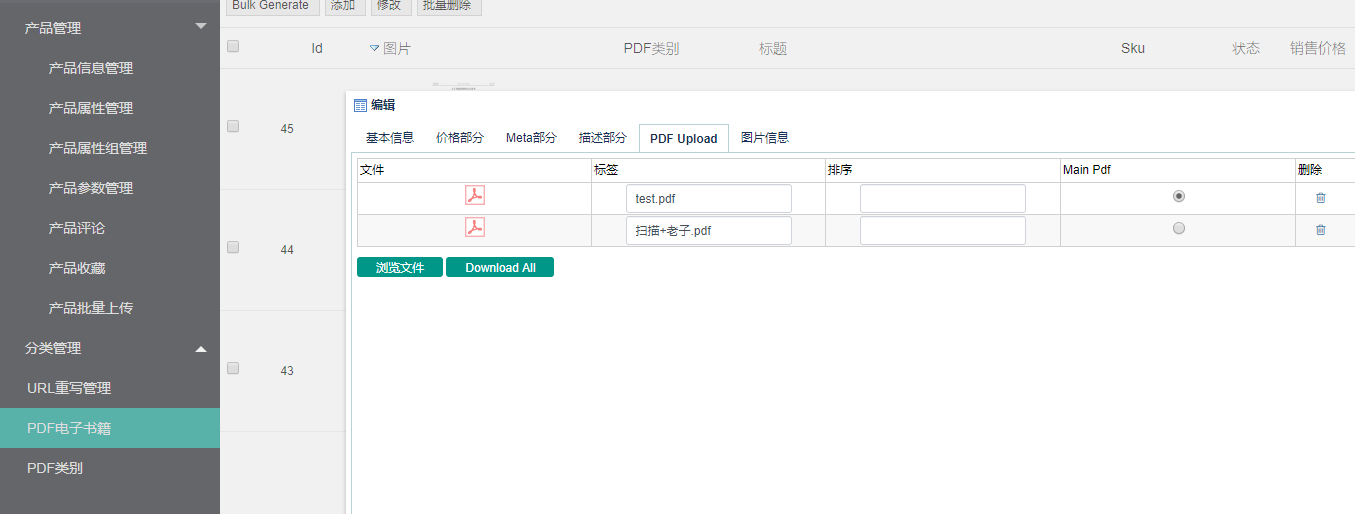 Bulk Generate 添加 修改 批量删除
产品管理
产品信息管理
产品属性管理
产品属性组管理
产品参数管理
产品评论
产品收藏
产品批量上传
分类管理
URL重写管理
PDF电子书籍
PDF类别
Id 图片 PDF类别 标题 Sku 状态 销售价格
45
44
43
编辑
基本信息 价格部分 Meta部分 描述部分 PDF Upload 图片信息
文件 标签 排序 Main Pdf 删除
test.pdf
扫描+老子.pdf
浏览文件 Download All